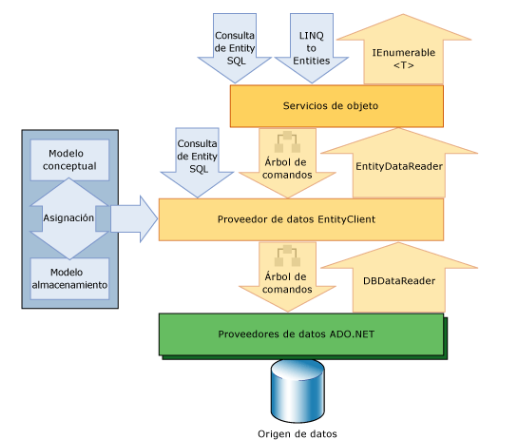 Consulta
de Entity
SQL
LINQ
to
Entities
IEnumerable
<T>
Servicios de objeto
Consulta
de Entity
SQL
Árbol de
comandos
EntityDataReader
Modelo
conceptual
Asignación
Modelo
almacenamiento
Proveedor de datos EntityClient
Árbol de
comandos
DBDataReader
Proveedores de datos ADO.NET
Origen de datos